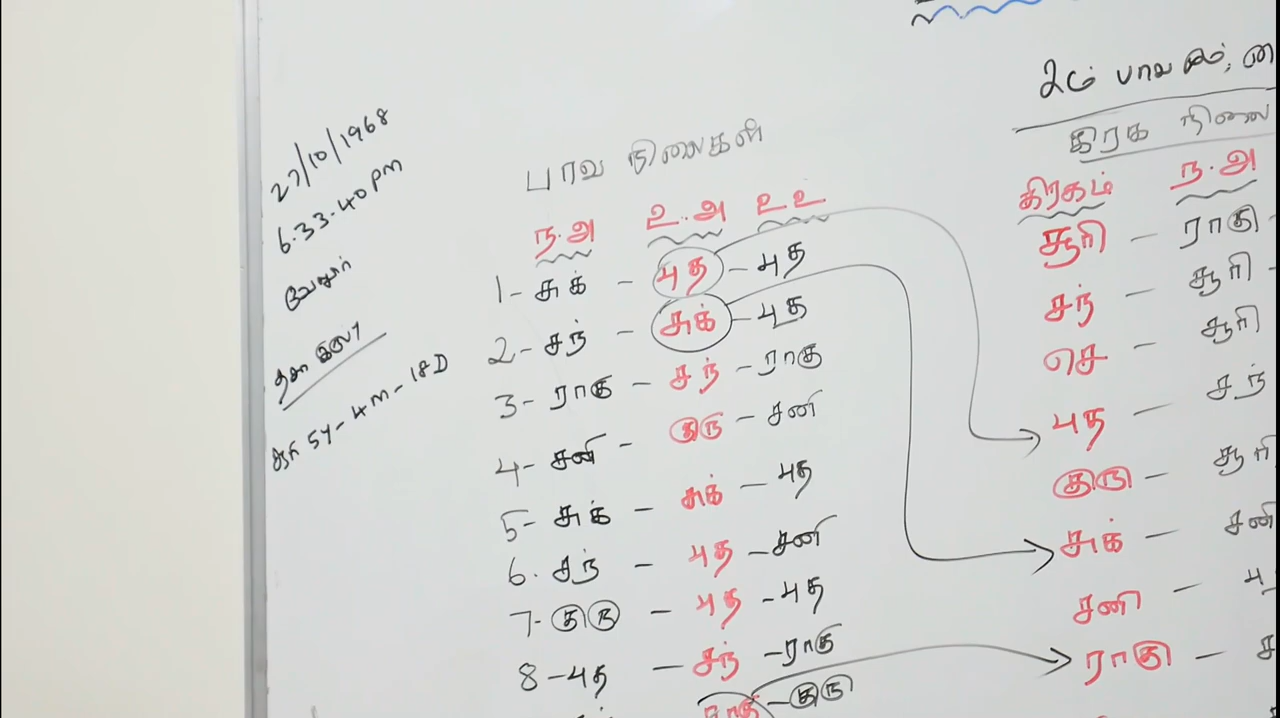 27/10/1968
6.33.40 pm
வேலூர்
தசா இருப்பு
சூரி 5y - 4m - 18D
பாவ நிலைகள்
ந.அ உ.அ உ.உ
1 - சுக் - புத - புத
2 - சந் - சுக் - புத
3 - ராகு - சந் - ராகு
4 - சனி - குரு - சனி
5 - சுக் - சுக் - புத
6. சந் - புத - சனி
7 - குரு - புத - புத
8 - புத - சந் - ராகு
ராகு - குரு
2ம் பாவகம்;
கிரக நிலை
கிரகம் ந.அ
சூரி - ராகு -
சந் - சூரி -
செ - சூரி
புத - சந்
குரு - சூரி
சுக் - சனி
சனி -
ராகு -